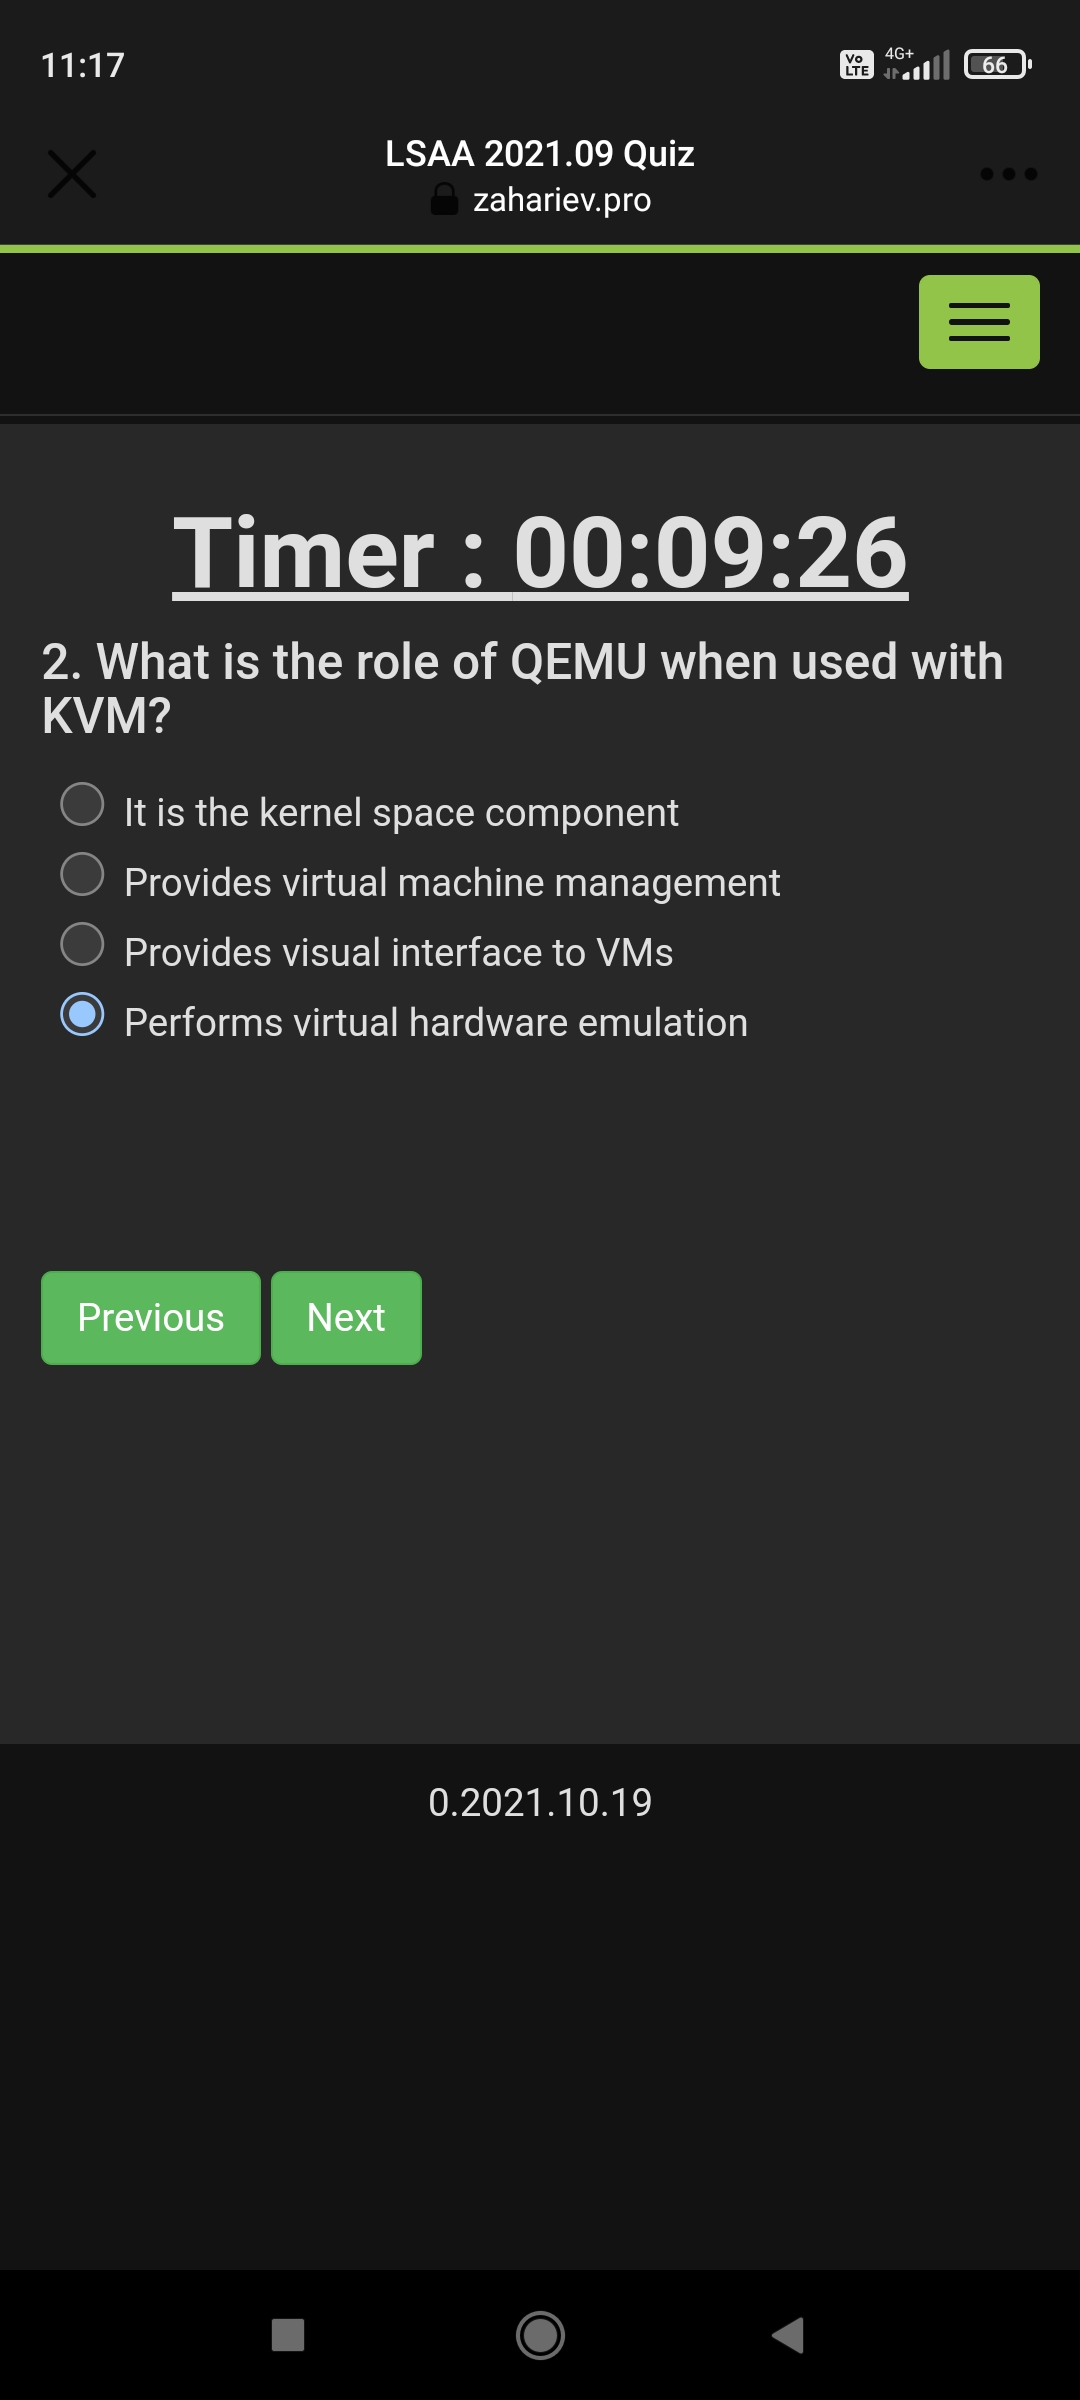 11:17
Vo LTE 4G+ 66
LSAA 2021.09 Quiz
zahariev.pro
Timer : 00:09:26
2. What is the role of QEMU when used with
KVM?
It is the kernel space component
Provides virtual machine management
Provides visual interface to VMs
Performs virtual hardware emulation
Previous Next
0.2021.10.19